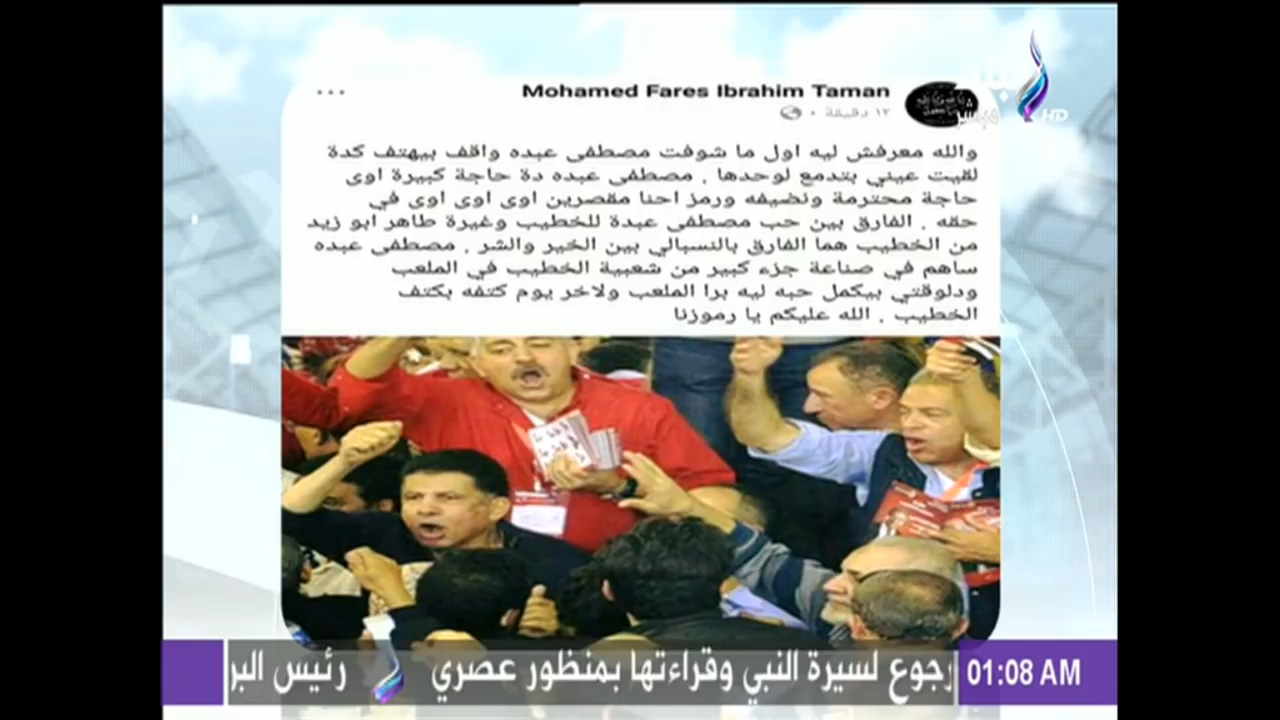 Mohamed Fares Ibrahim Taman
١٢ دقيقة •
والله معرفش ليه اول ما شوفت مصطفى عبده واقف بيهتف كدة
لقيت عيني بتدمع لوحدها . مصطفى عبده دة حاجة كبيرة اوى
حاجة محترمة ونضيفه ورمز احنا مقصرين اوى اوى اوى في
حقه . الفارق بين حب مصطفى عبدة للخطيب وغيرة طاهر ابو زيد
من الخطيب هما الفارق بالنسبالي بين الخير والشر . مصطفى عبده
ساهم في صناعة جزء كبير من شعبية الخطيب في الملعب
ودلوقتي بيكمل حبه ليه برا الملعب ولاخر يوم كتفه بكتف
الخطيب . الله عليكم يا رموزنا
HD
مباشر
01:08 AM
رجوع لسيرة النبي وقراءتها بمنظور عصري
رئيس البر